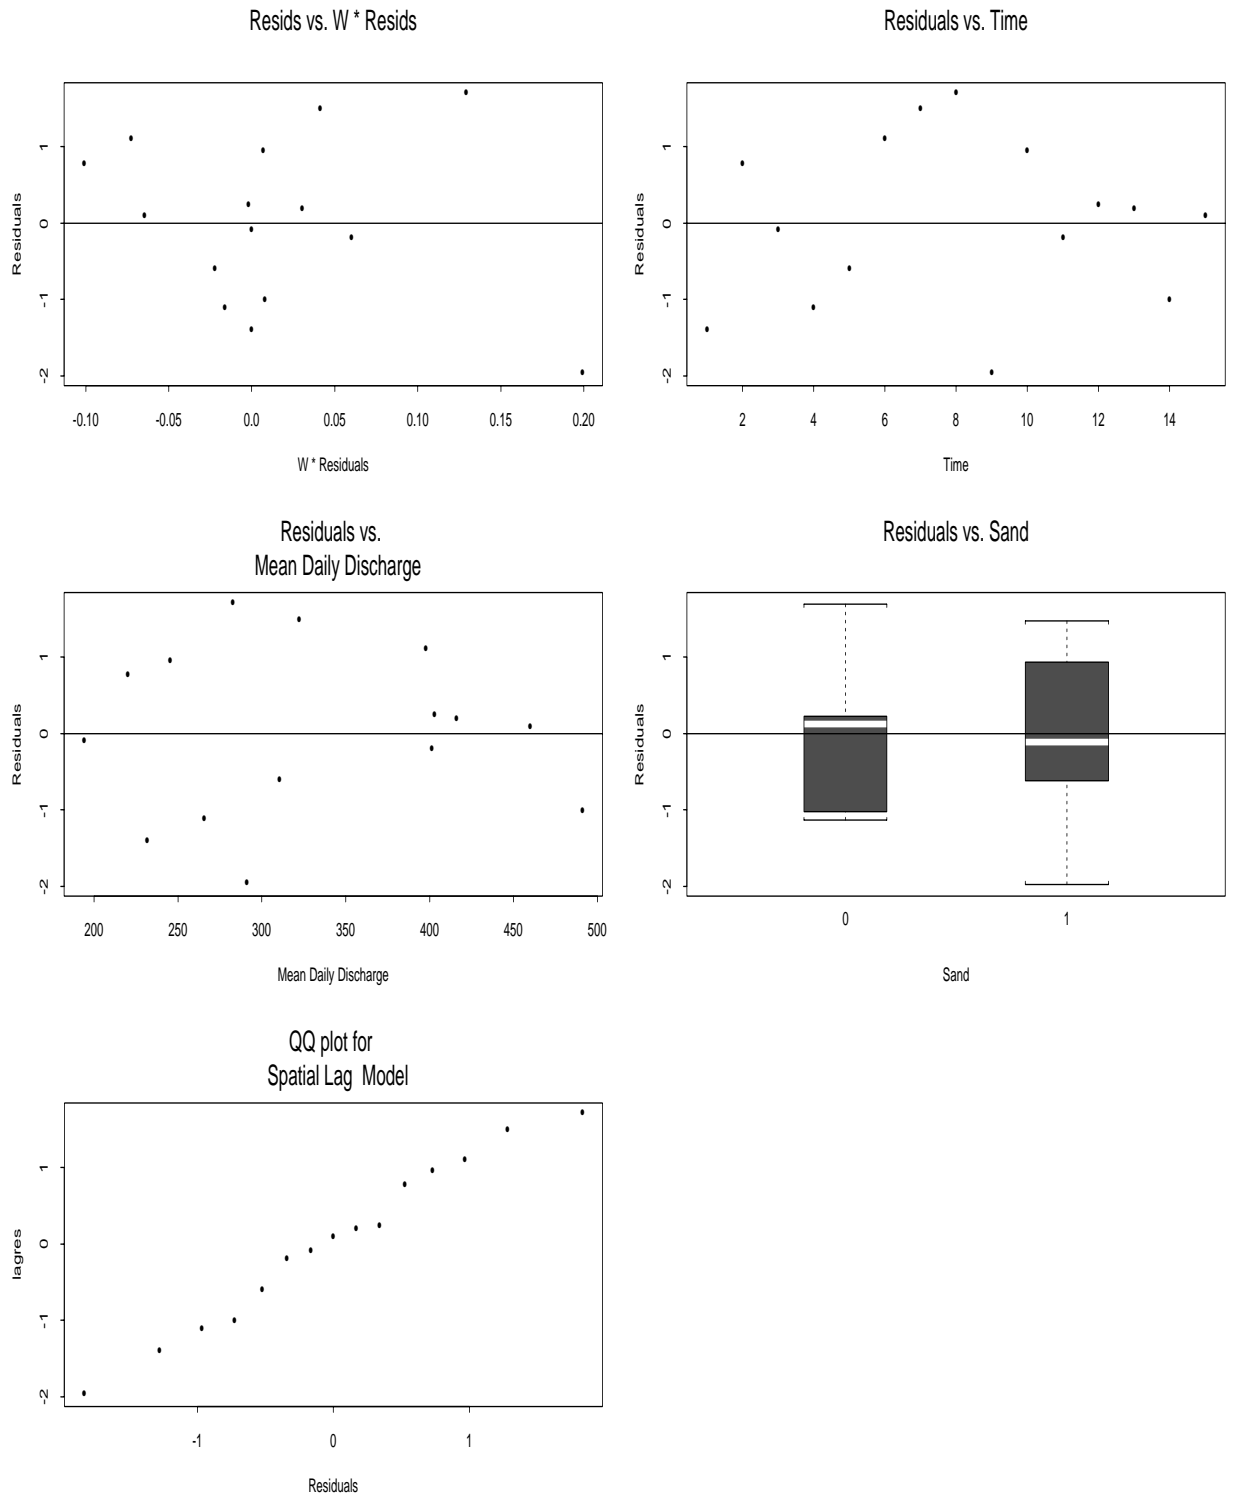 Resids vs. W * Resids
Residuals
1
0
-1
-2
-0.10 -0.05 0.0 0.05 0.10 0.15 0.20
W * Residuals
Residuals vs. Time
Residuals
1
0
-1
-2
2 4 6 8 10 12 14
Time
Residuals vs.
Mean Daily Discharge
Residuals
1
0
-1
-2
200 250 300 350 400 450 500
Mean Daily Discharge
Residuals vs. Sand
Residuals
1
0
-1
-2
0 1
Sand
QQ plot for
Spatial Lag Model
lagres
1
0
-1
-2
-1 0 1
Residuals